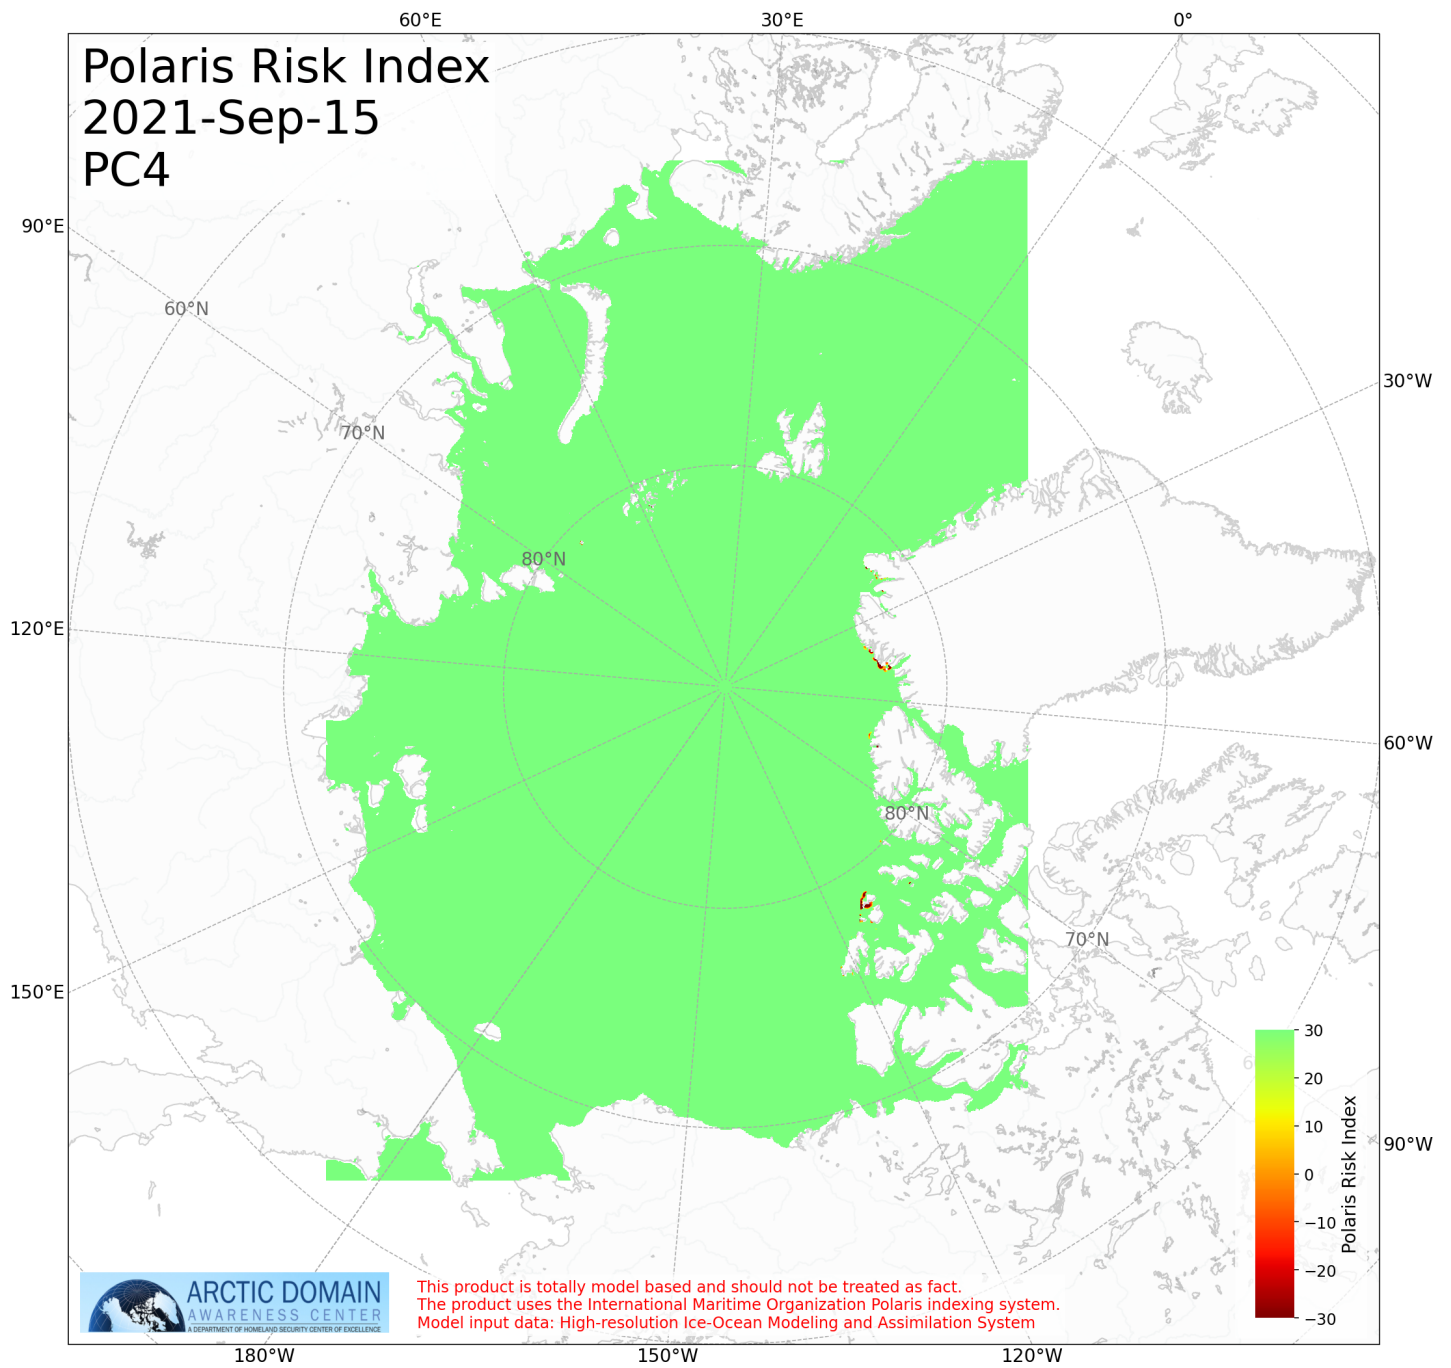 60°E
30°E
0°
Polaris Risk Index
2021-Sep-15
PC4
90°E
60°N
30°W
70°N
80°N
120°E
60°W
80°N
70°N
150°E
30
20
10
0
−10
−20
−30
Polaris Risk Index
90°W
ARCTIC DOMAIN
AWARENESS CENTER
A DEPARTMENT OF HOMELAND SECURITY CENTER OF EXCELLENCE
This product is totally model based and should not be treated as fact.
The product uses the International Maritime Organization Polaris indexing system.
Model input data: High-resolution Ice-Ocean Modeling and Assimilation System
180°W
150°W
120°W